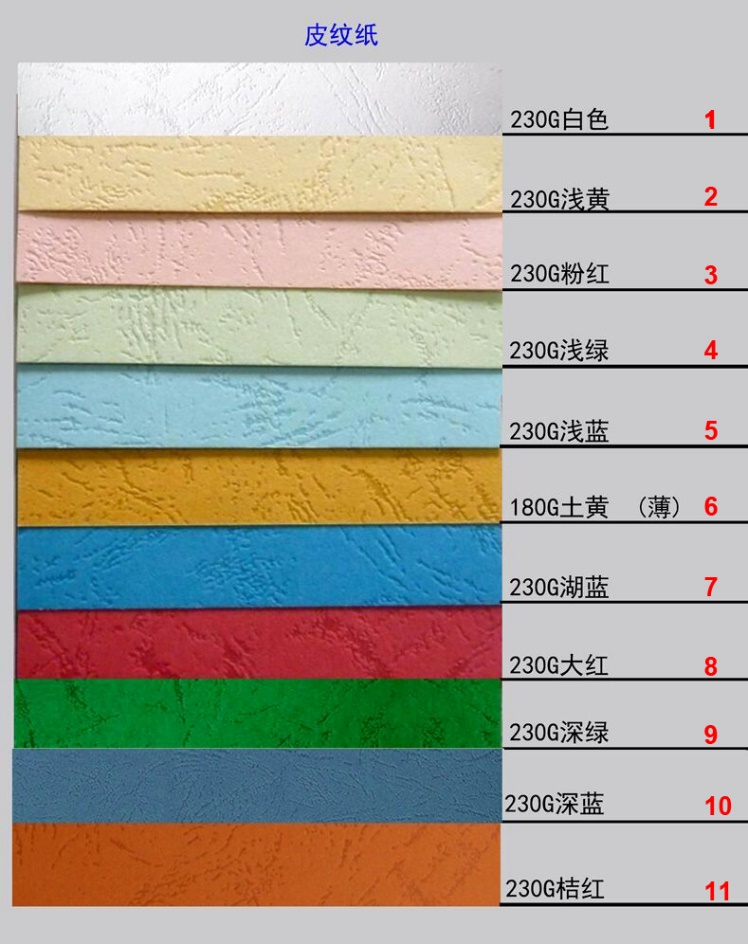 皮纹纸
230G白色 1
230G浅黄 2
230G粉红 3
230G浅绿 4
230G浅蓝 5
180G土黄 （薄） 6
230G湖蓝 7
230G大红 8
230G深绿 9
230G深蓝 10
230G桔红 11